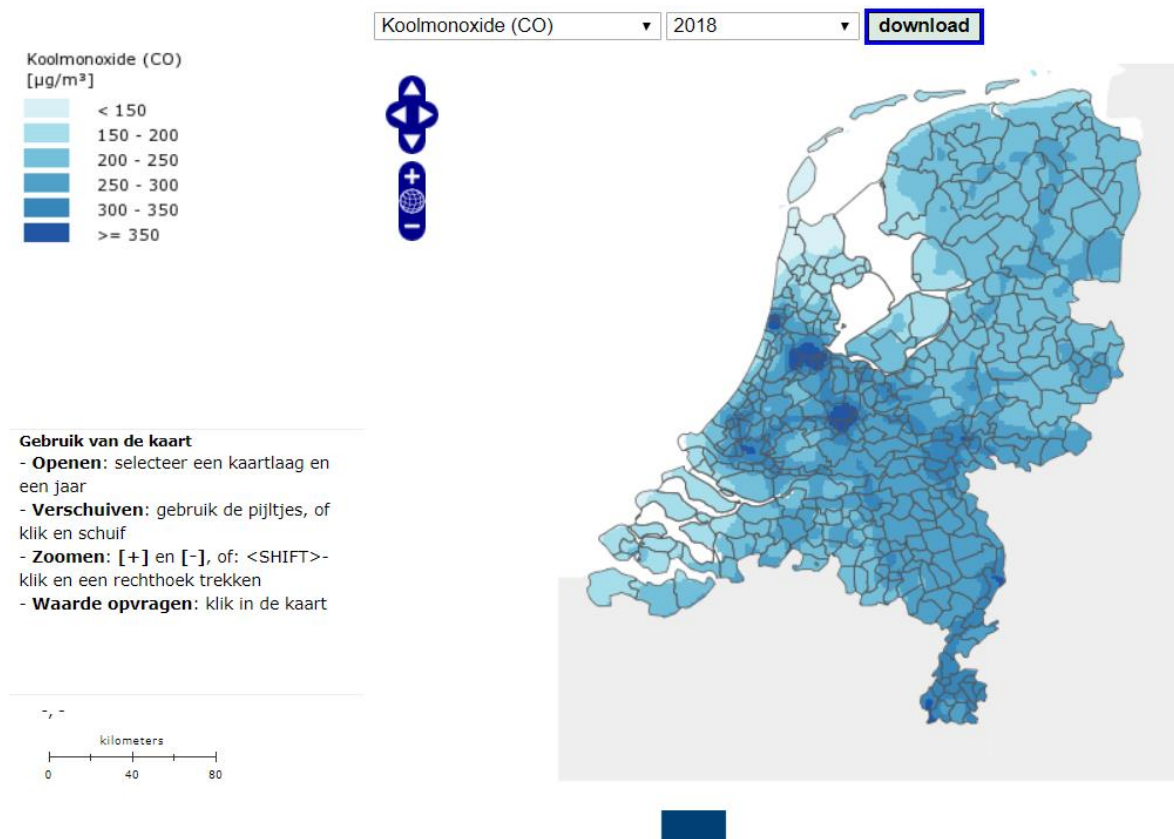 Koolmonoxide (CO) 2018 download
Koolmonoxide (CO)
[µg/m³]
< 150
150 - 200
200 - 250
250 - 300
300 - 350
>= 350
Gebruik van de kaart
- Openen: selecteer een kaartlaag en
een jaar
- Verschuiven: gebruik de pijltjes, of
klik en schuif
- Zoomen: [+] en [-], of: <SHIFT>-
klik en een rechthoek trekken
- Waarde opvragen: klik in de kaart
-, -
kilometers
0 40 80